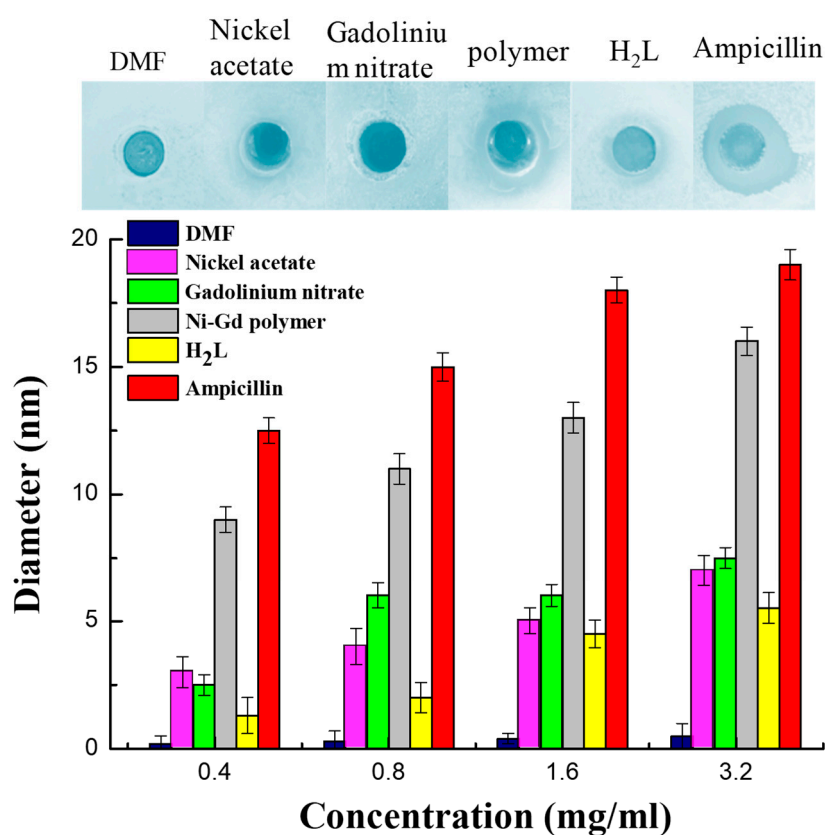 DMF
Nickel
acetate
Gadoliniu
m nitrate
polymer
H₂L
Ampicillin
20
15
10
5
0
Diameter (nm)
DMF
Nickel acetate
Gadolinium nitrate
Ni-Gd polymer
H₂L
Ampicillin
0.4
0.8
1.6
3.2
Concentration (mg/ml)